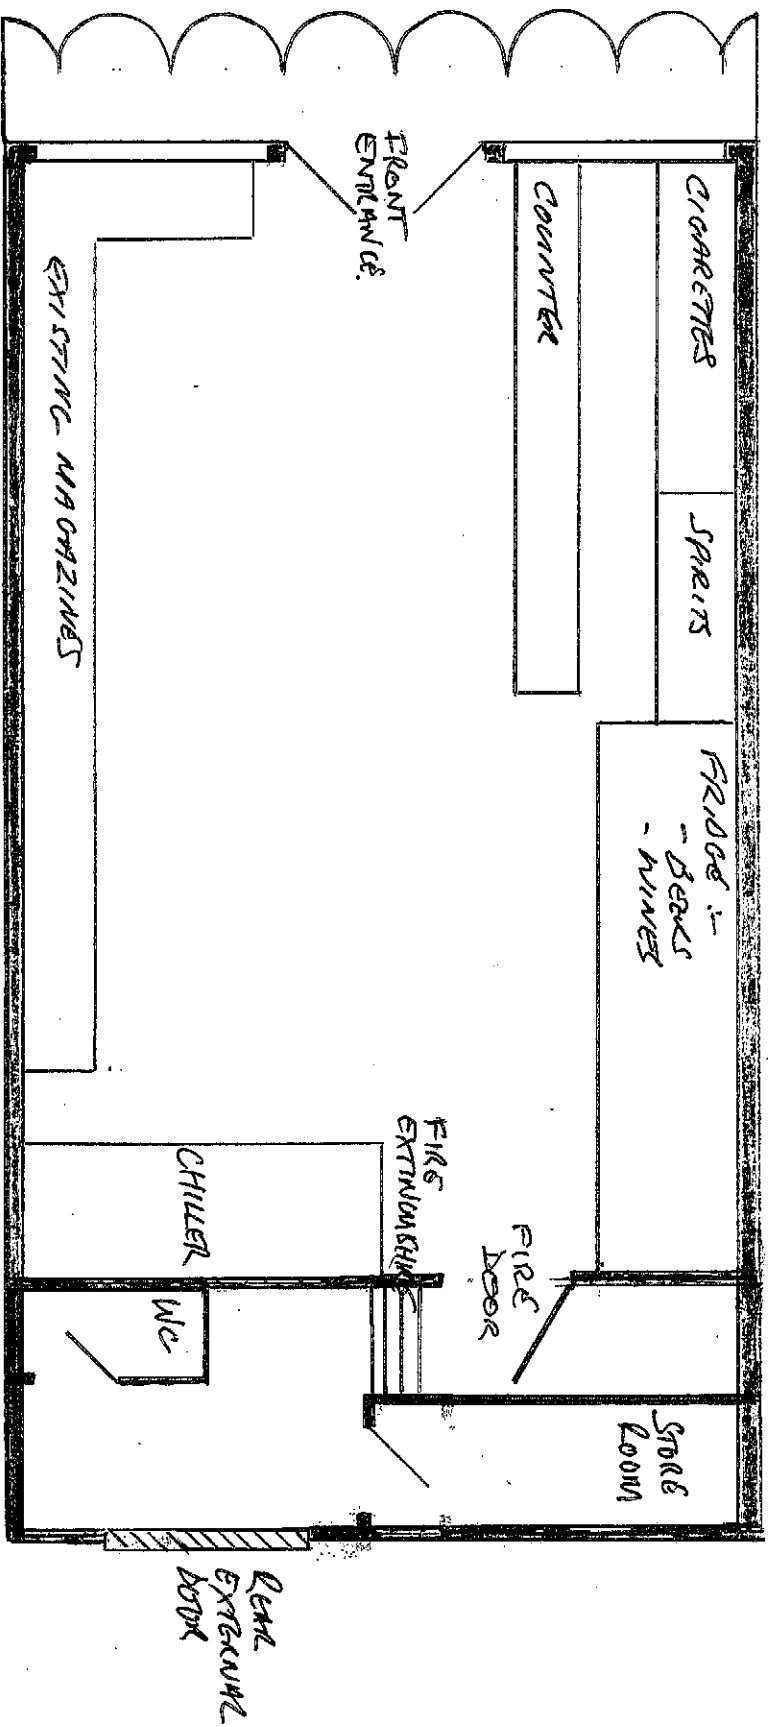 FRONT
ENTRANCE.
COUNTER
CIGARETTES
SPIRITS
FRIDGE :-
- BEERS
- WINES
EXISTING MAGAZINES
CHILLER
FIRE
EXTINGUISHER
FIRE
DOOR
WC
STORE
ROOM
REAR
EXTERNAL
DOOR